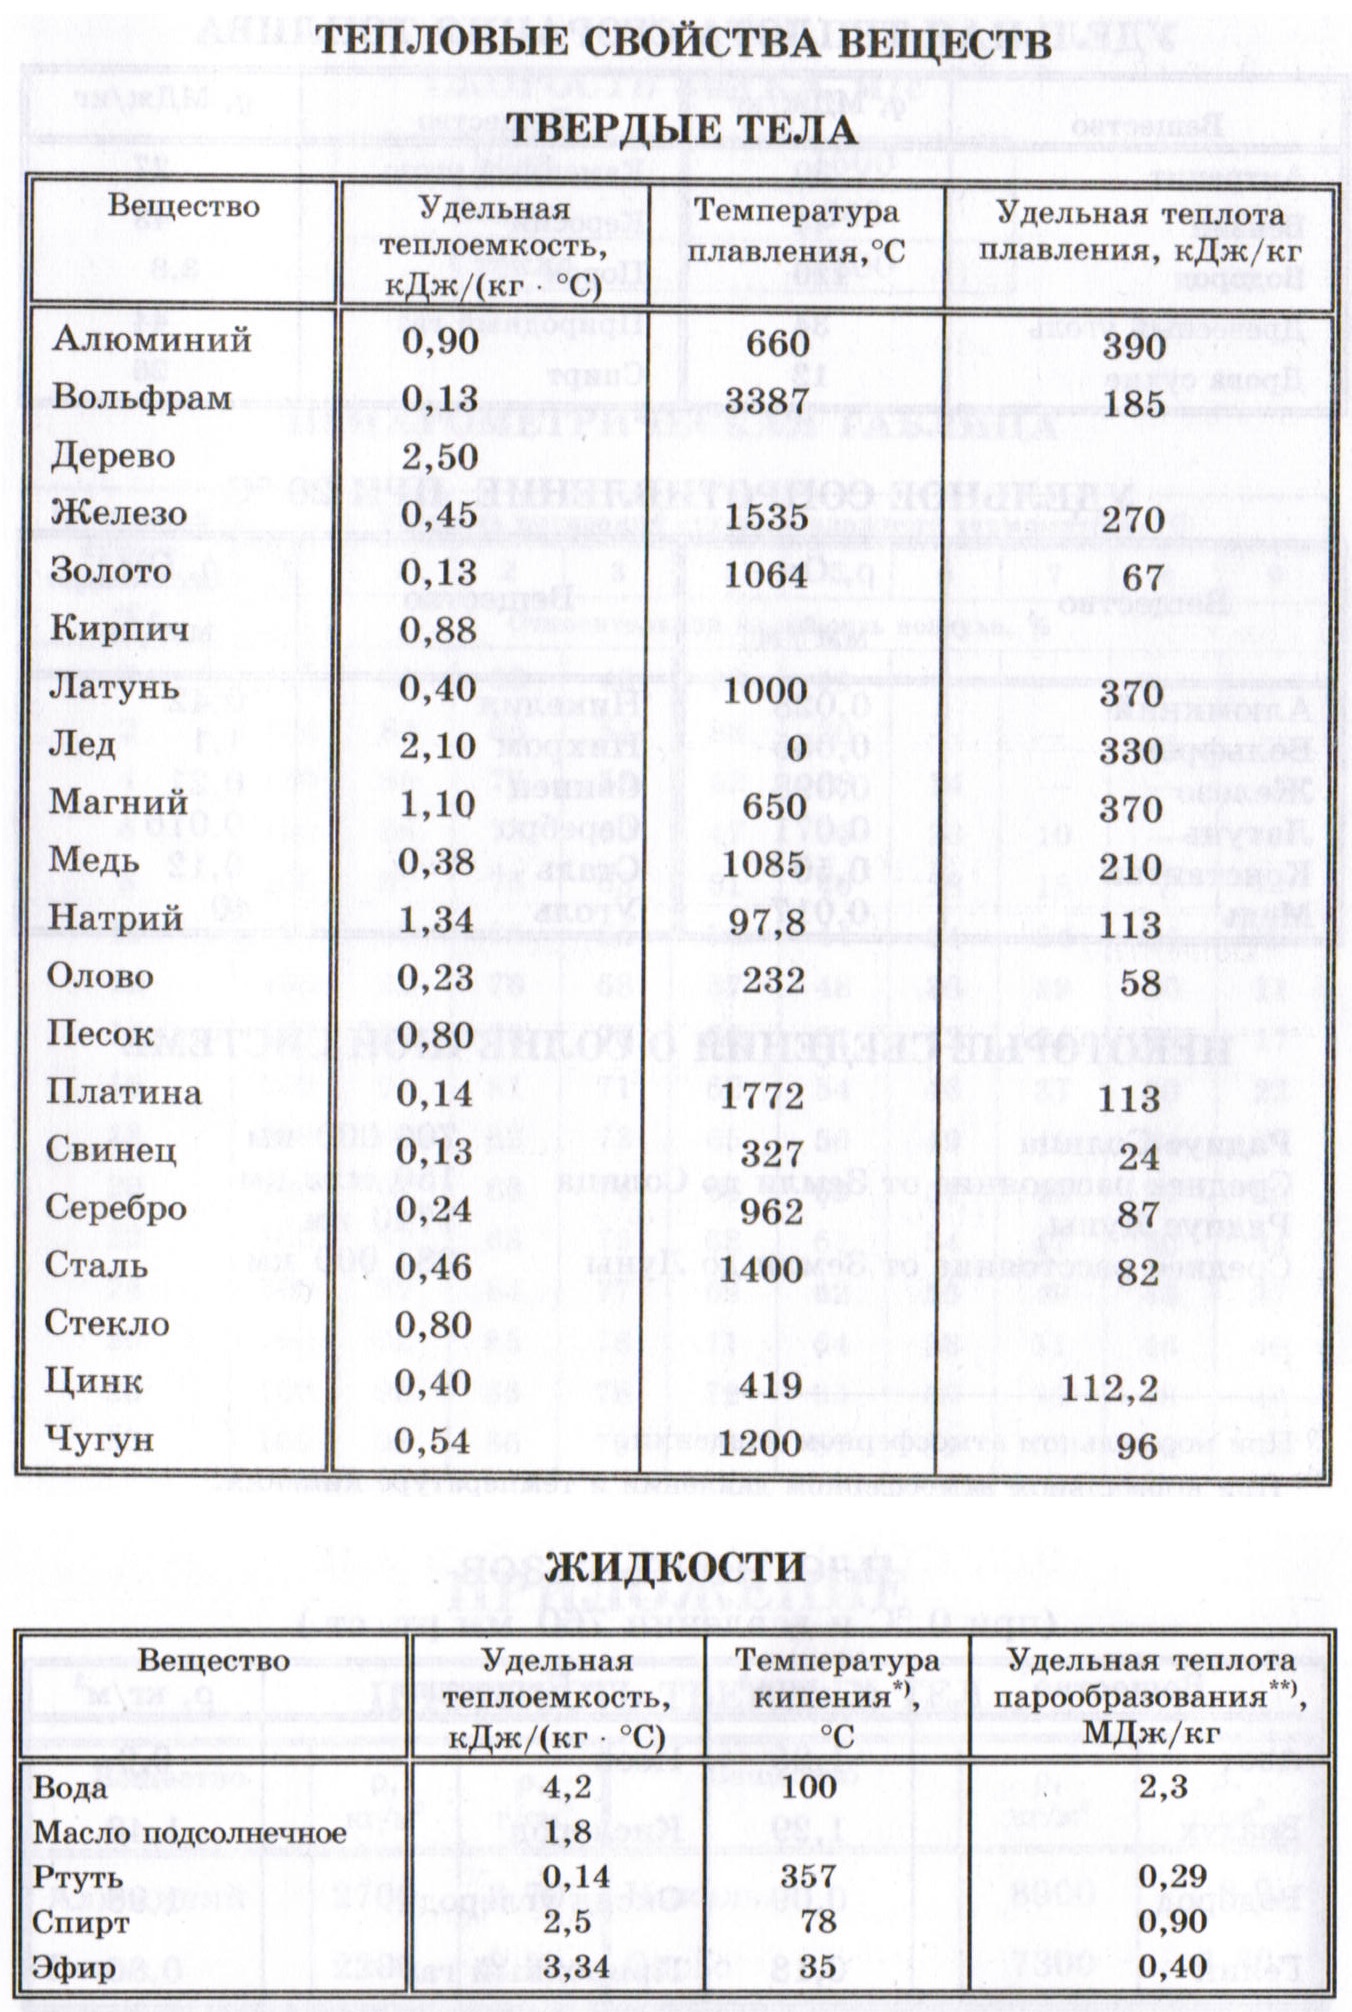 ТЕПЛОВЫЕ СВОЙСТВА ВЕЩЕСТВ
ТВЕРДЫЕ ТЕЛА
Вещество Удельная теплоемкость, кДж/(кг · °С) Температура плавления, °С Удельная теплота плавления, кДж/кг
Алюминий 0,90 660 390
Вольфрам 0,13 3387 185
Дерево 2,50
Железо 0,45 1535 270
Золото 0,13 1064 67
Кирпич 0,88
Латунь 0,40 1000 370
Лед 2,10 0 330
Магний 1,10 650 370
Медь 0,38 1085 210
Натрий 1,34 97,8 113
Олово 0,23 232 58
Песок 0,80
Платина 0,14 1772 113
Свинец 0,13 327 24
Серебро 0,24 962 87
Сталь 0,46 1400 82
Стекло 0,80
Цинк 0,40 419 112,2
Чугун 0,54 1200 96
ЖИДКОСТИ
Вещество Удельная теплоемкость, кДж/(кг · °С) Температура кипения*), °С Удельная теплота парообразования**), МДж/кг
Вода 4,2 100 2,3
Масло подсолнечное 1,8
Ртуть 0,14 357 0,29
Спирт 2,5 78 0,90
Эфир 3,34 35 0,40